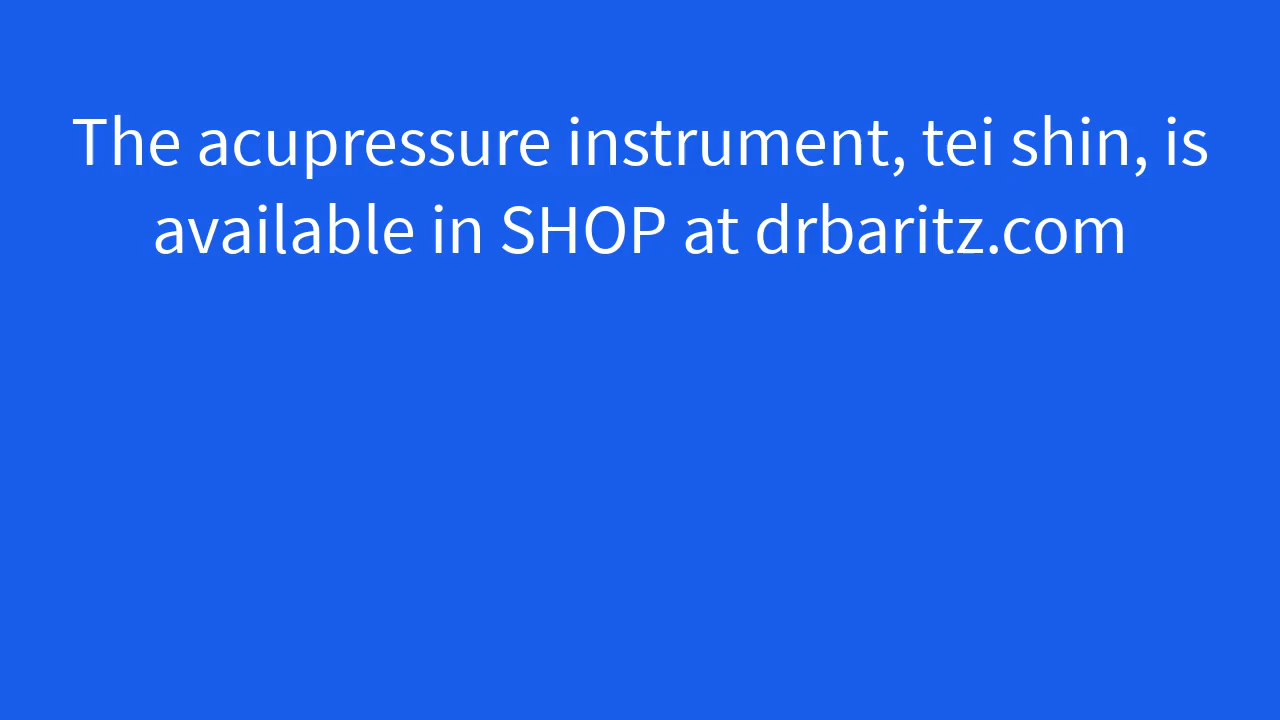 The acupressure instrument, tei shin, is
available in SHOP at drbaritz.com